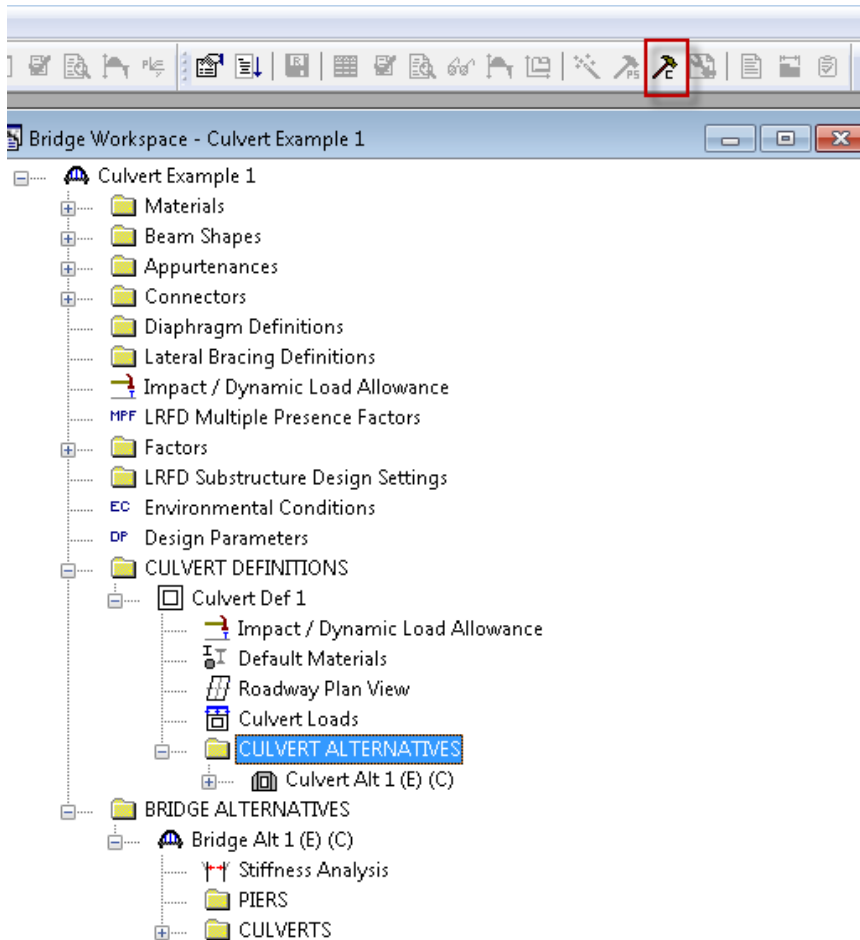 PLE
PS
C
Bridge Workspace - Culvert Example 1
Culvert Example 1
Materials
Beam Shapes
Appurtenances
Connectors
Diaphragm Definitions
Lateral Bracing Definitions
Impact / Dynamic Load Allowance
MPF LRFD Multiple Presence Factors
Factors
LRFD Substructure Design Settings
EC Environmental Conditions
DP Design Parameters
CULVERT DEFINITIONS
Culvert Def 1
Impact / Dynamic Load Allowance
Default Materials
Roadway Plan View
Culvert Loads
CULVERT ALTERNATIVES
Culvert Alt 1 (E) (C)
BRIDGE ALTERNATIVES
Bridge Alt 1 (E) (C)
Stiffness Analysis
PIERS
CULVERTS